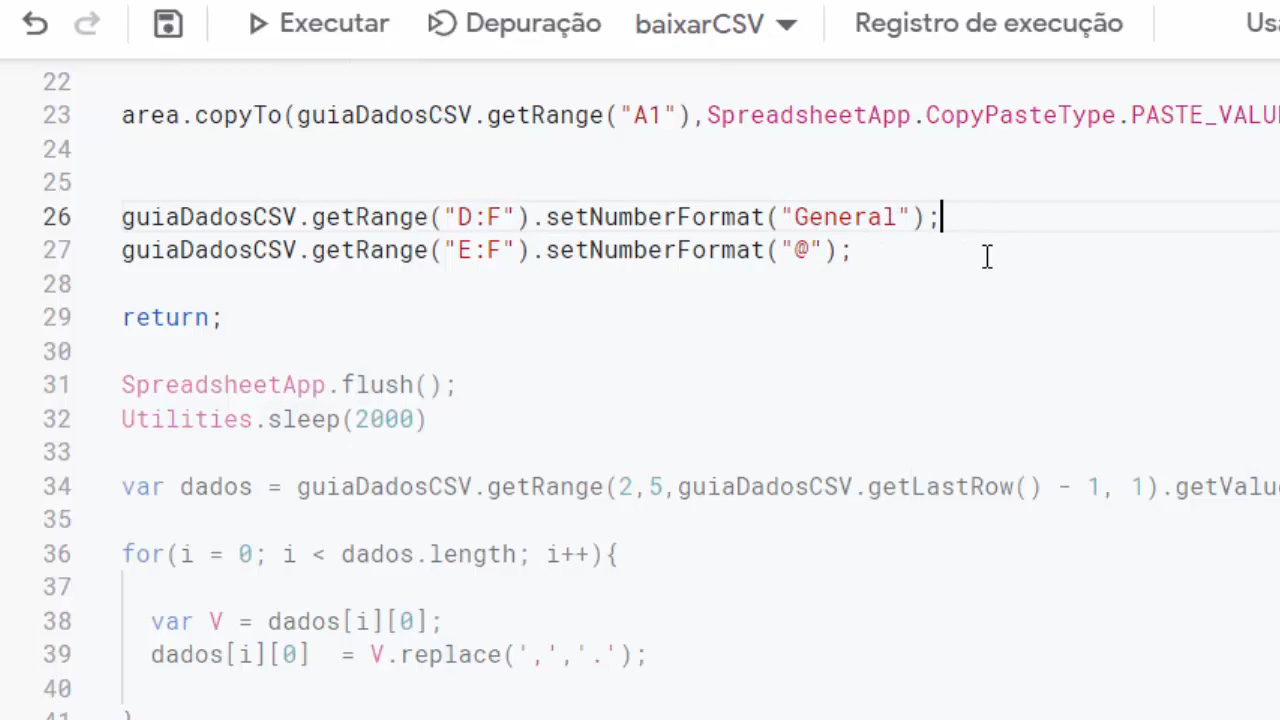 Executar Depuração baixarCSV Registro de execução Usa
22
23 area.copyTo(guiaDadosCSV.getRange("A1"),SpreadsheetApp.CopyPasteType.PASTE_VALU
24
25
26 guiaDadosCSV.getRange("D:F").setNumberFormat("General");
27 guiaDadosCSV.getRange("E:F").setNumberFormat("@");
28
29 return;
30
31 SpreadsheetApp.flush();
32 Utilities.sleep(2000)
33
34 var dados = guiaDadosCSV.getRange(2,5,guiaDadosCSV.getLastRow() - 1, 1).getValu
35
36 for(i = 0; i < dados.length; i++){
37
38 var V = dados[i][0];
39 dados[i][0] = V.replace(',','.');
40
41 }